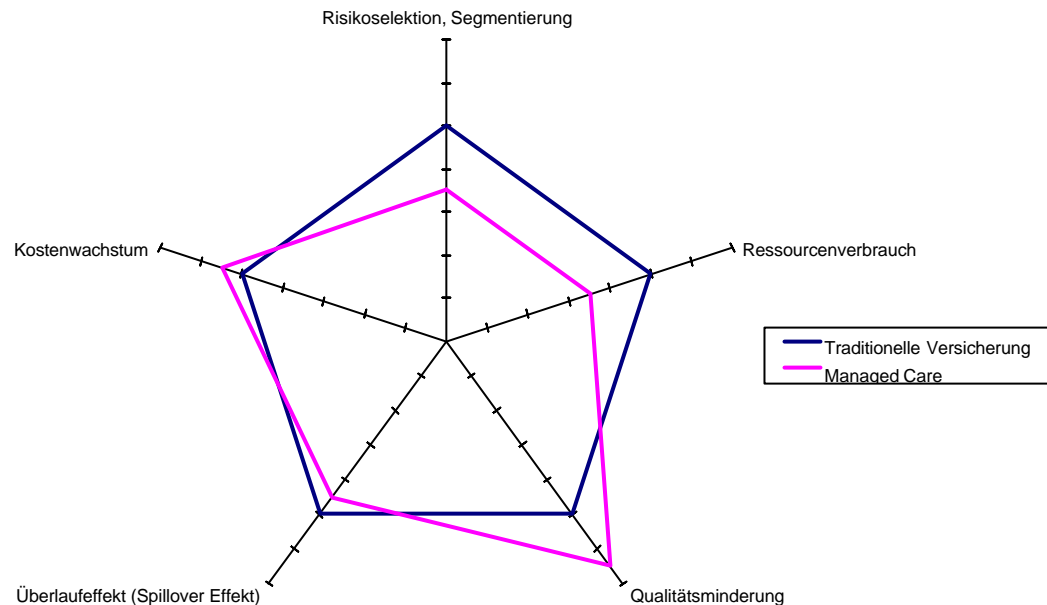 Risikoselektion, Segmentierung
Kostenwachstum
Ressourcenverbrauch
Traditionelle Versicherung
Managed Care
Überlaufeffekt (Spillover Effekt)
Qualitätsminderung